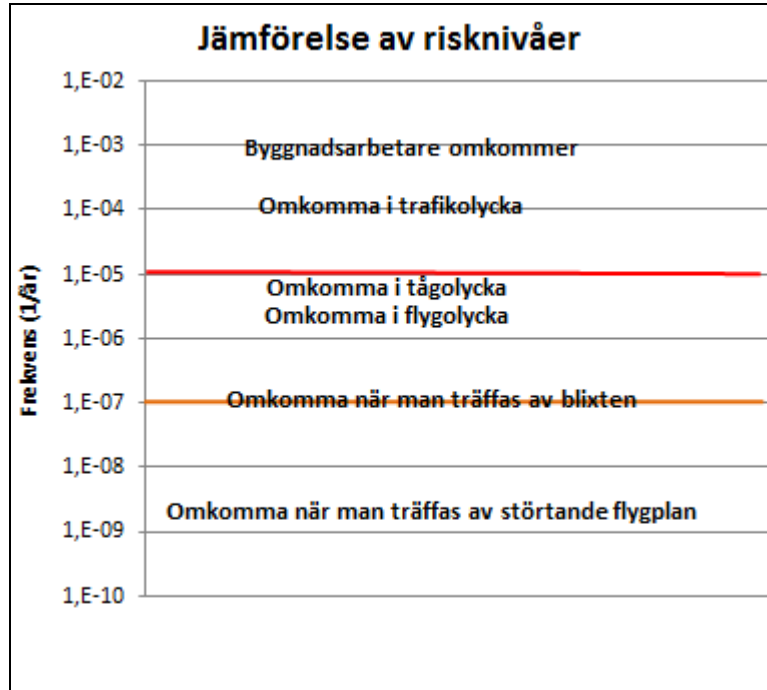 Jämförelse av risknivåer
1,E-02
1,E-03
Byggnadsarbetare omkommer
Omkomma i trafikolycka
1,E-04
1,E-05
Omkomma i tågolycka
Omkomma i flygolycka
1,E-06
Frekvens (1/år)
1,E-07
Omkomma när man träffas av blixten
1,E-08
Omkomma när man träffas av störtande flygplan
1,E-09
1,E-10